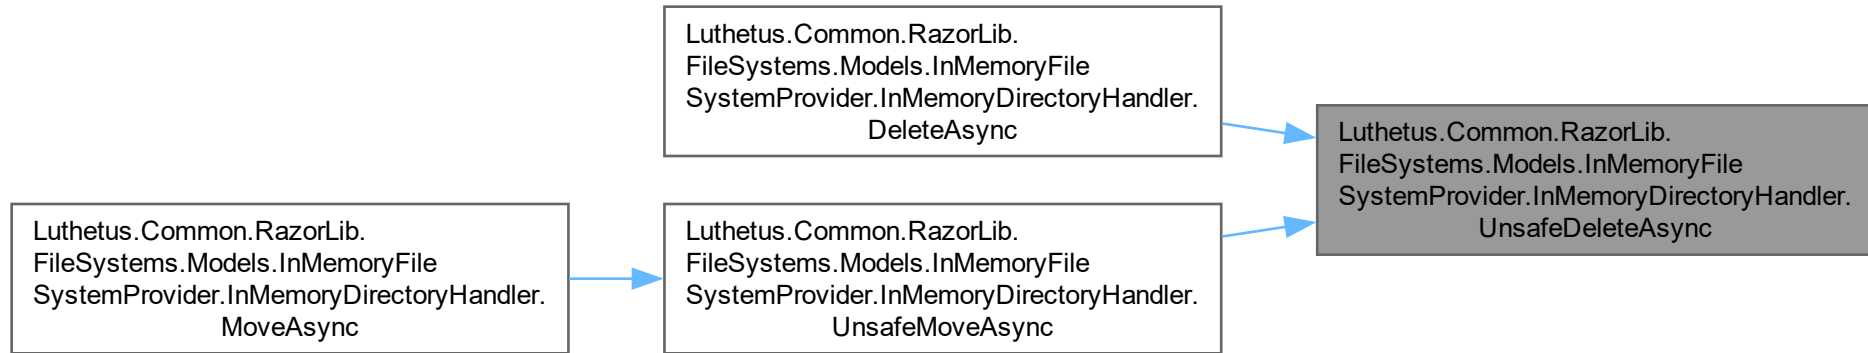 Luthetus.Common.RazorLib.
FileSystems.Models.InMemoryFile
SystemProvider.InMemoryDirectoryHandler.
DeleteAsync
Luthetus.Common.RazorLib.
FileSystems.Models.InMemoryFile
SystemProvider.InMemoryDirectoryHandler.
UnsafeDeleteAsync
Luthetus.Common.RazorLib.
FileSystems.Models.InMemoryFile
SystemProvider.InMemoryDirectoryHandler.
MoveAsync
Luthetus.Common.RazorLib.
FileSystems.Models.InMemoryFile
SystemProvider.InMemoryDirectoryHandler.
UnsafeMoveAsync